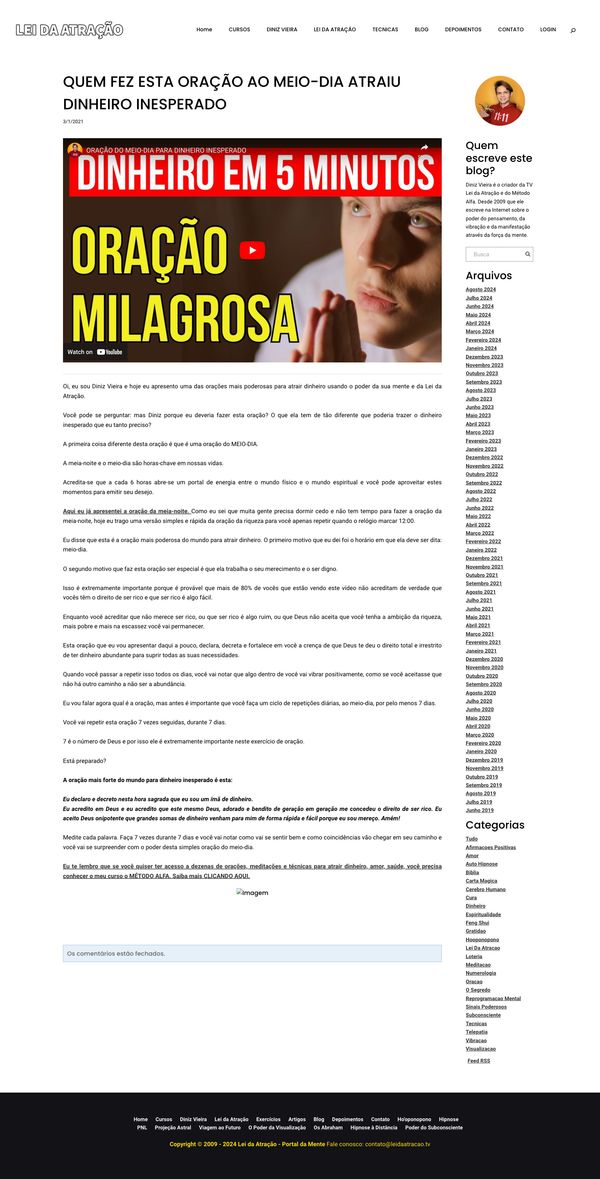 LEI DA ATRAÇÃO
Home CURSOS DINIZ VIEIRA LEI DA ATRAÇÃO TECNICAS BLOG DEPOIMENTOS CONTATO LOGIN
QUEM FEZ ESTA ORAÇÃO AO MEIO-DIA ATRAIU
DINHEIRO INESPERADO
3/1/2021
ORAÇÃO DO MEIO-DIA PARA DINHEIRO INESPERADO
DINHEIRO EM 5 MINUTOS
ORAÇÃO
MILAGROSA
Watch on YouTube
Oi, eu sou Diniz Vieira e hoje eu apresento uma das orações mais poderosas para atrair dinheiro usando o poder da sua mente e da Lei da
Atração.
Você pode se perguntar: mas Diniz porque eu deveria fazer esta oração? O que ela tem de tão diferente que poderia trazer o dinheiro
inesperado que eu tanto preciso?
A primeira coisa diferente desta oração é que é uma oração do MEIO-DIA.
A meia-noite e o meio-dia são horas-chave em nossas vidas.
Acredita-se que a cada 6 horas abre-se um portal de energia entre o mundo físico e o mundo espiritual e você pode aproveitar estes
momentos para emitir seu desejo.
Aqui eu já apresentei a oração da meia-noite. Como eu sei que muita gente precisa dormir cedo e não tem tempo para fazer a oração da
meia-noite, hoje eu trago uma versão simples e rápida da oração da riqueza para você apenas repetir quando o relógio marcar 12:00.
Eu disse que esta é a oração mais poderosa do mundo para atrair dinheiro. O primeiro motivo que eu dei foi o horário em que ela deve ser dita:
meio-dia.
O segundo motivo que faz esta oração ser especial é que ela trabalha o seu merecimento e o ser digno.
Isso é extremamente importante porque é provável que mais de 80% de vocês que estão vendo este vídeo não acreditam de verdade que
vocês têm o direito de ser rico e que ser rico é algo fácil.
Enquanto você acreditar que não merece ser rico, ou que ser rico é algo ruim, ou que Deus não aceita que você tenha a ambição da riqueza,
mais pobre e mais na escassez você vai permanecer.
Esta oração que eu vou apresentar daqui a pouco, declara, decreta e fortalece em você a crença de que Deus te deu o direito total e irrestrito
de ter dinheiro abundante para suprir todas as suas necessidades.
Quando você passar a repetir isso todos os dias, você vai notar que algo dentro de você vai vibrar positivamente, como se você aceitasse que
não há outro caminho a não ser a abundância.
Eu vou falar agora qual é a oração, mas antes é importante que você faça um ciclo de repetições diárias, ao meio-dia, por pelo menos 7 dias.
Você vai repetir esta oração 7 vezes seguidas, durante 7 dias.
7 é o número de Deus e por isso ele é extremamente importante neste exercício de oração.
Está preparado?
A oração mais forte do mundo para dinheiro inesperado é esta:
Eu declaro e decreto nesta hora sagrada que eu sou um ímã de dinheiro.
Eu acredito em Deus e eu acredito que este mesmo Deus, adorado e bendito de geração em geração me concedeu o direito de ser rico. Eu
aceito Deus onipotente que grandes somas de dinheiro venham para mim de forma rápida e fácil porque eu sou mereço. Amém!
Medite cada palavra. Faça 7 vezes durante 7 dias e você vai notar como vai se sentir bem e como coincidências vão chegar em seu caminho e
você vai se surpreender com o poder desta simples oração do meio-dia.
Eu te lembro que se você quiser ter acesso a dezenas de orações, meditações e técnicas para atrair dinheiro, amor, saúde, você precisa
conhecer o meu curso o MÉTODO ALFA. Saiba mais CLICANDO AQUI.
Imagem
Os comentários estão fechados.
Quem
escreve este
blog?
Diniz Vieira é o criador da TV
Lei da Atração e do Método
Alfa. Desde 2009 que ele
escreve na Internet sobre o
poder do pensamento, da
vibração e da manifestação
através da força da mente.
Busca
Arquivos
Agosto 2024
Julho 2024
Junho 2024
Maio 2024
Abril 2024
Março 2024
Fevereiro 2024
Janeiro 2024
Dezembro 2023
Novembro 2023
Outubro 2023
Setembro 2023
Agosto 2023
Julho 2023
Junho 2023
Maio 2023
Abril 2023
Março 2023
Fevereiro 2023
Janeiro 2023
Dezembro 2022
Novembro 2022
Outubro 2022
Setembro 2022
Agosto 2022
Julho 2022
Junho 2022
Maio 2022
Abril 2022
Março 2022
Fevereiro 2022
Janeiro 2022
Dezembro 2021
Novembro 2021
Outubro 2021
Setembro 2021
Agosto 2021
Julho 2021
Junho 2021
Maio 2021
Abril 2021
Março 2021
Fevereiro 2021
Janeiro 2021
Dezembro 2020
Novembro 2020
Outubro 2020
Setembro 2020
Agosto 2020
Julho 2020
Junho 2020
Maio 2020
Abril 2020
Março 2020
Fevereiro 2020
Janeiro 2020
Dezembro 2019
Novembro 2019
Outubro 2019
Setembro 2019
Agosto 2019
Julho 2019
Junho 2019
Categorias
Tudo
Afirmacoes Positivas
Amor
Auto Hipnose
Biblia
Carta Magica
Cerebro Humano
Cura
Dinheiro
Espiritualidade
Feng Shui
Gratidao
Hooponopono
Lei Da Atracao
Loteria
Meditacao
Numerologia
Oracao
O Segredo
Reprogramacao Mental
Sinais Poderosos
Subconsciente
Tecnicas
Telepatia
Vibracao
Visualizacao
Feed RSS
Home Cursos Diniz Vieira Lei da Atração Exercícios Artigos Blog Depoimentos Contato Ho'oponopono Hipnose
PNL Projeção Astral Viagem ao Futuro O Poder da Visualização Os Abraham Hipnose à Distância Poder do Subconsciente
Copyright © 2009 - 2024 Lei da Atração - Portal da Mente Fale conosco: contato@leidaatracao.tv